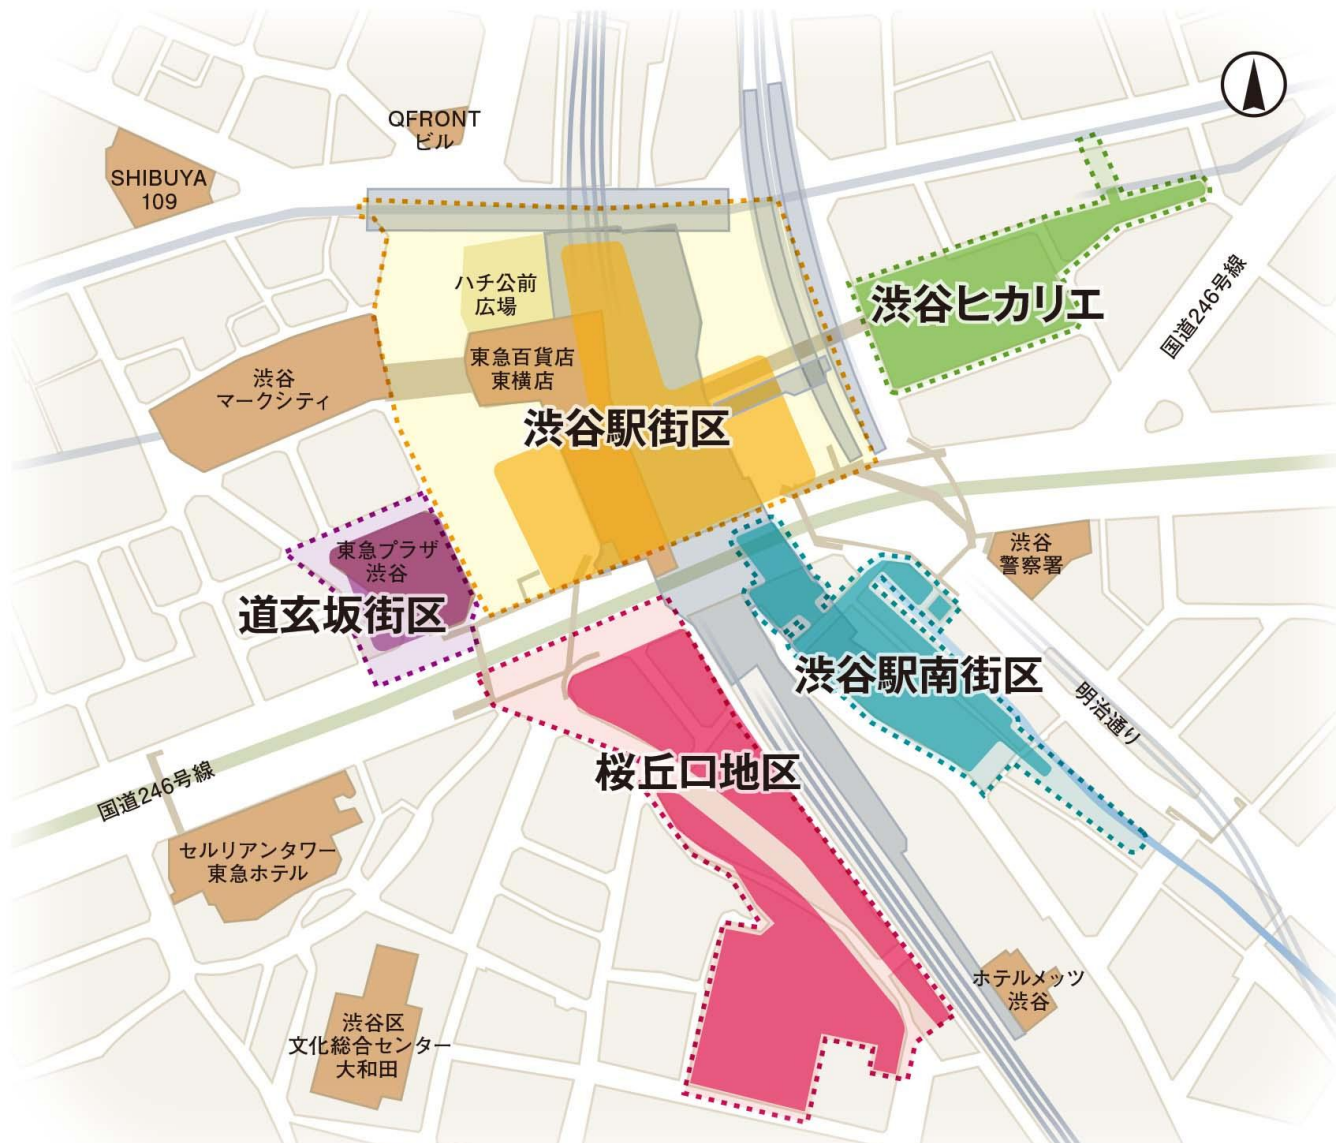 QFRONT
ビル
SHIBUYA
109
ハチ公前
広場
渋谷ヒカリエ
国道246号線
東急百貨店
東横店
渋谷
マークシティ
渋谷駅街区
東急プラザ
渋谷
道玄坂街区
渋谷
警察署
渋谷駅南街区
明治通り
桜丘口地区
国道246号線
セルリアンタワー
東急ホテル
ホテルメッツ
渋谷
渋谷区
文化総合センター
大和田